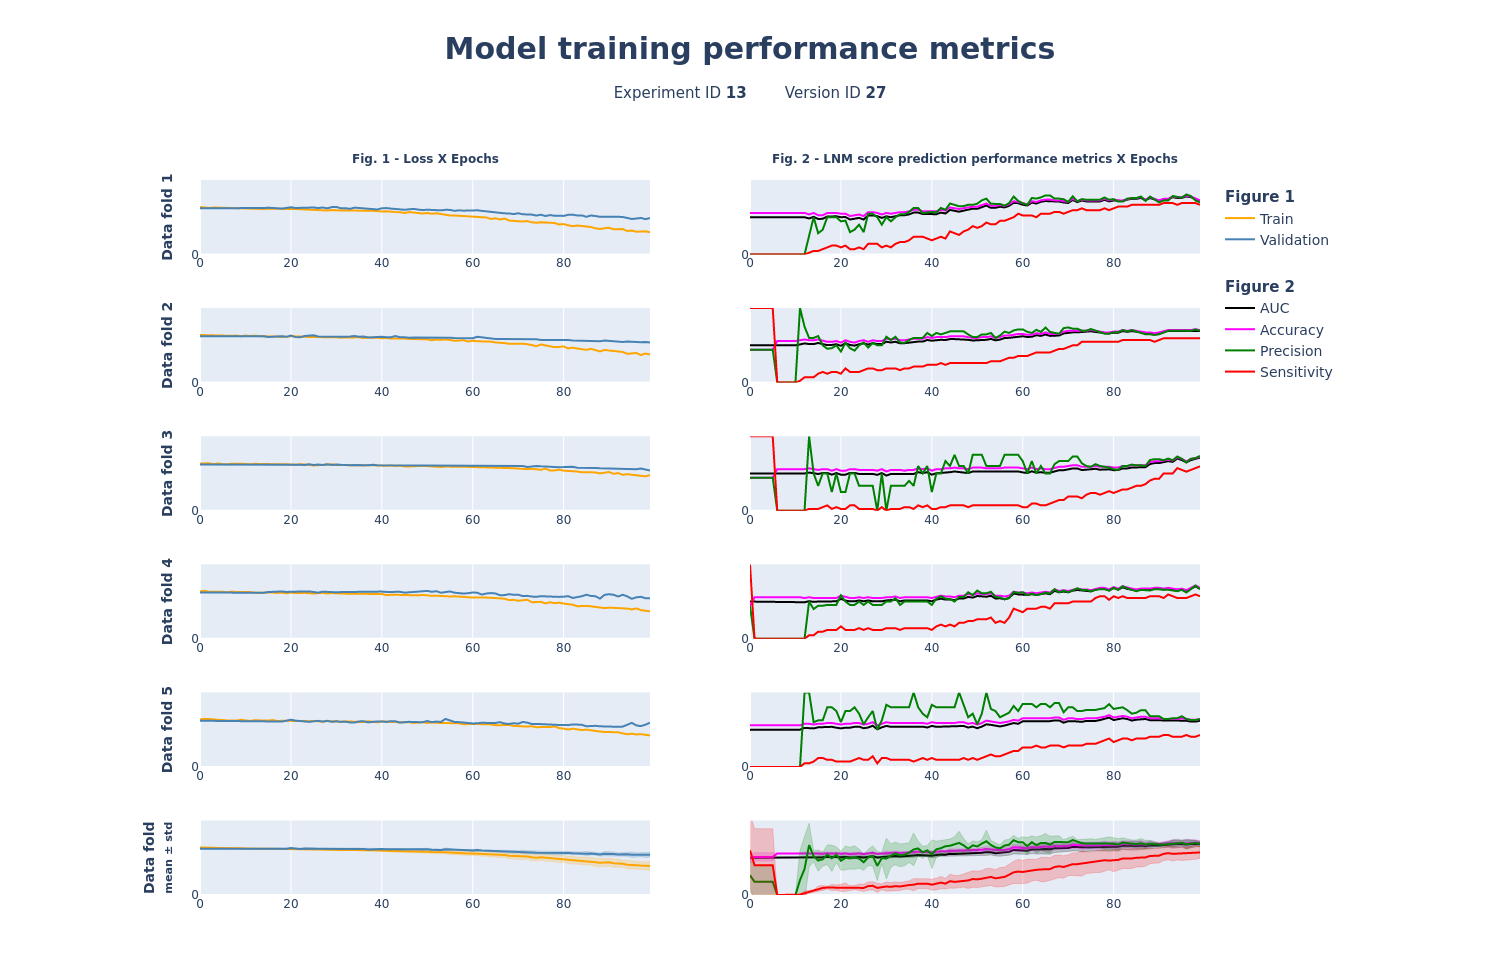 Model training performance metrics
Experiment ID 13 Version ID 27
Fig. 1 - Loss X Epochs
Fig. 2 - LNM score prediction performance metrics X Epochs
Data fold 1
0
0 20 40 60 80
0
0 20 40 60 80
Data fold 2
0
0 20 40 60 80
0
0 20 40 60 80
Data fold 3
0
0 20 40 60 80
0
0 20 40 60 80
Data fold 4
0
0 20 40 60 80
0
0 20 40 60 80
Data fold 5
0
0 20 40 60 80
0
0 20 40 60 80
Data fold
mean ± std
0
0 20 40 60 80
0
0 20 40 60 80
Figure 1
Train
Validation
Figure 2
AUC
Accuracy
Precision
Sensitivity